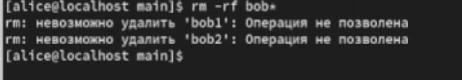 [alice@localhost main]$ rm -rf bob*
rm: невозможно удалить 'bob1': Операция не позволена
rm: невозможно удалить 'bob2': Операция не позволена
[alice@localhost main]$